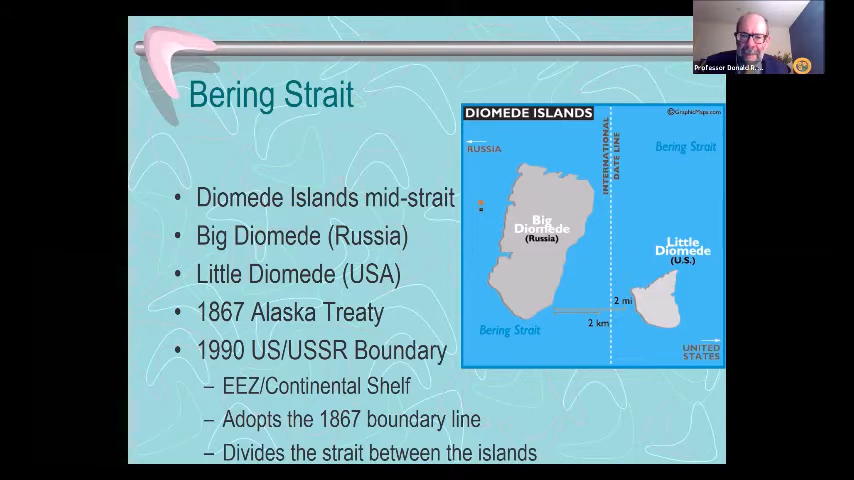 Professor Donald R. ...
Bering Strait
• Diomede Islands mid-strait
• Big Diomede (Russia)
• Little Diomede (USA)
• 1867 Alaska Treaty
• 1990 US/USSR Boundary
– EEZ/Continental Shelf
– Adopts the 1867 boundary line
– Divides the strait between the islands
DIOMEDE ISLANDS
©GraphicMaps.com
RUSSIA
INTERNATIONAL
DATE LINE
Bering Strait
Big
Diomede
(Russia)
Little
Diomede
(U.S.)
2 mi
2 km
Bering Strait
UNITED
STATES